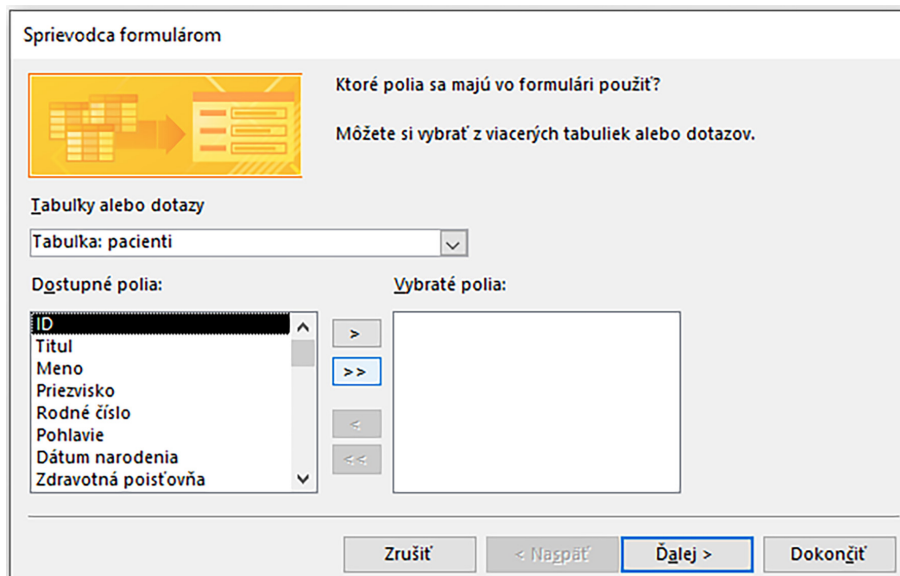 Sprievodca formulárom
Ktoré polia sa majú vo formulári použiť?
Môžete si vybrať z viacerých tabuliek alebo dotazov.
Tabuľky alebo dotazy
Tabuľka: pacienti
Dostupné polia:
Vybraté polia:
ID
Titul
Meno
Priezvisko
Rodné číslo
Pohlavie
Dátum narodenia
Zdravotná poisťovňa
>
>>
<
<<
Zrušiť
< Naspäť
Ďalej >
Dokončiť